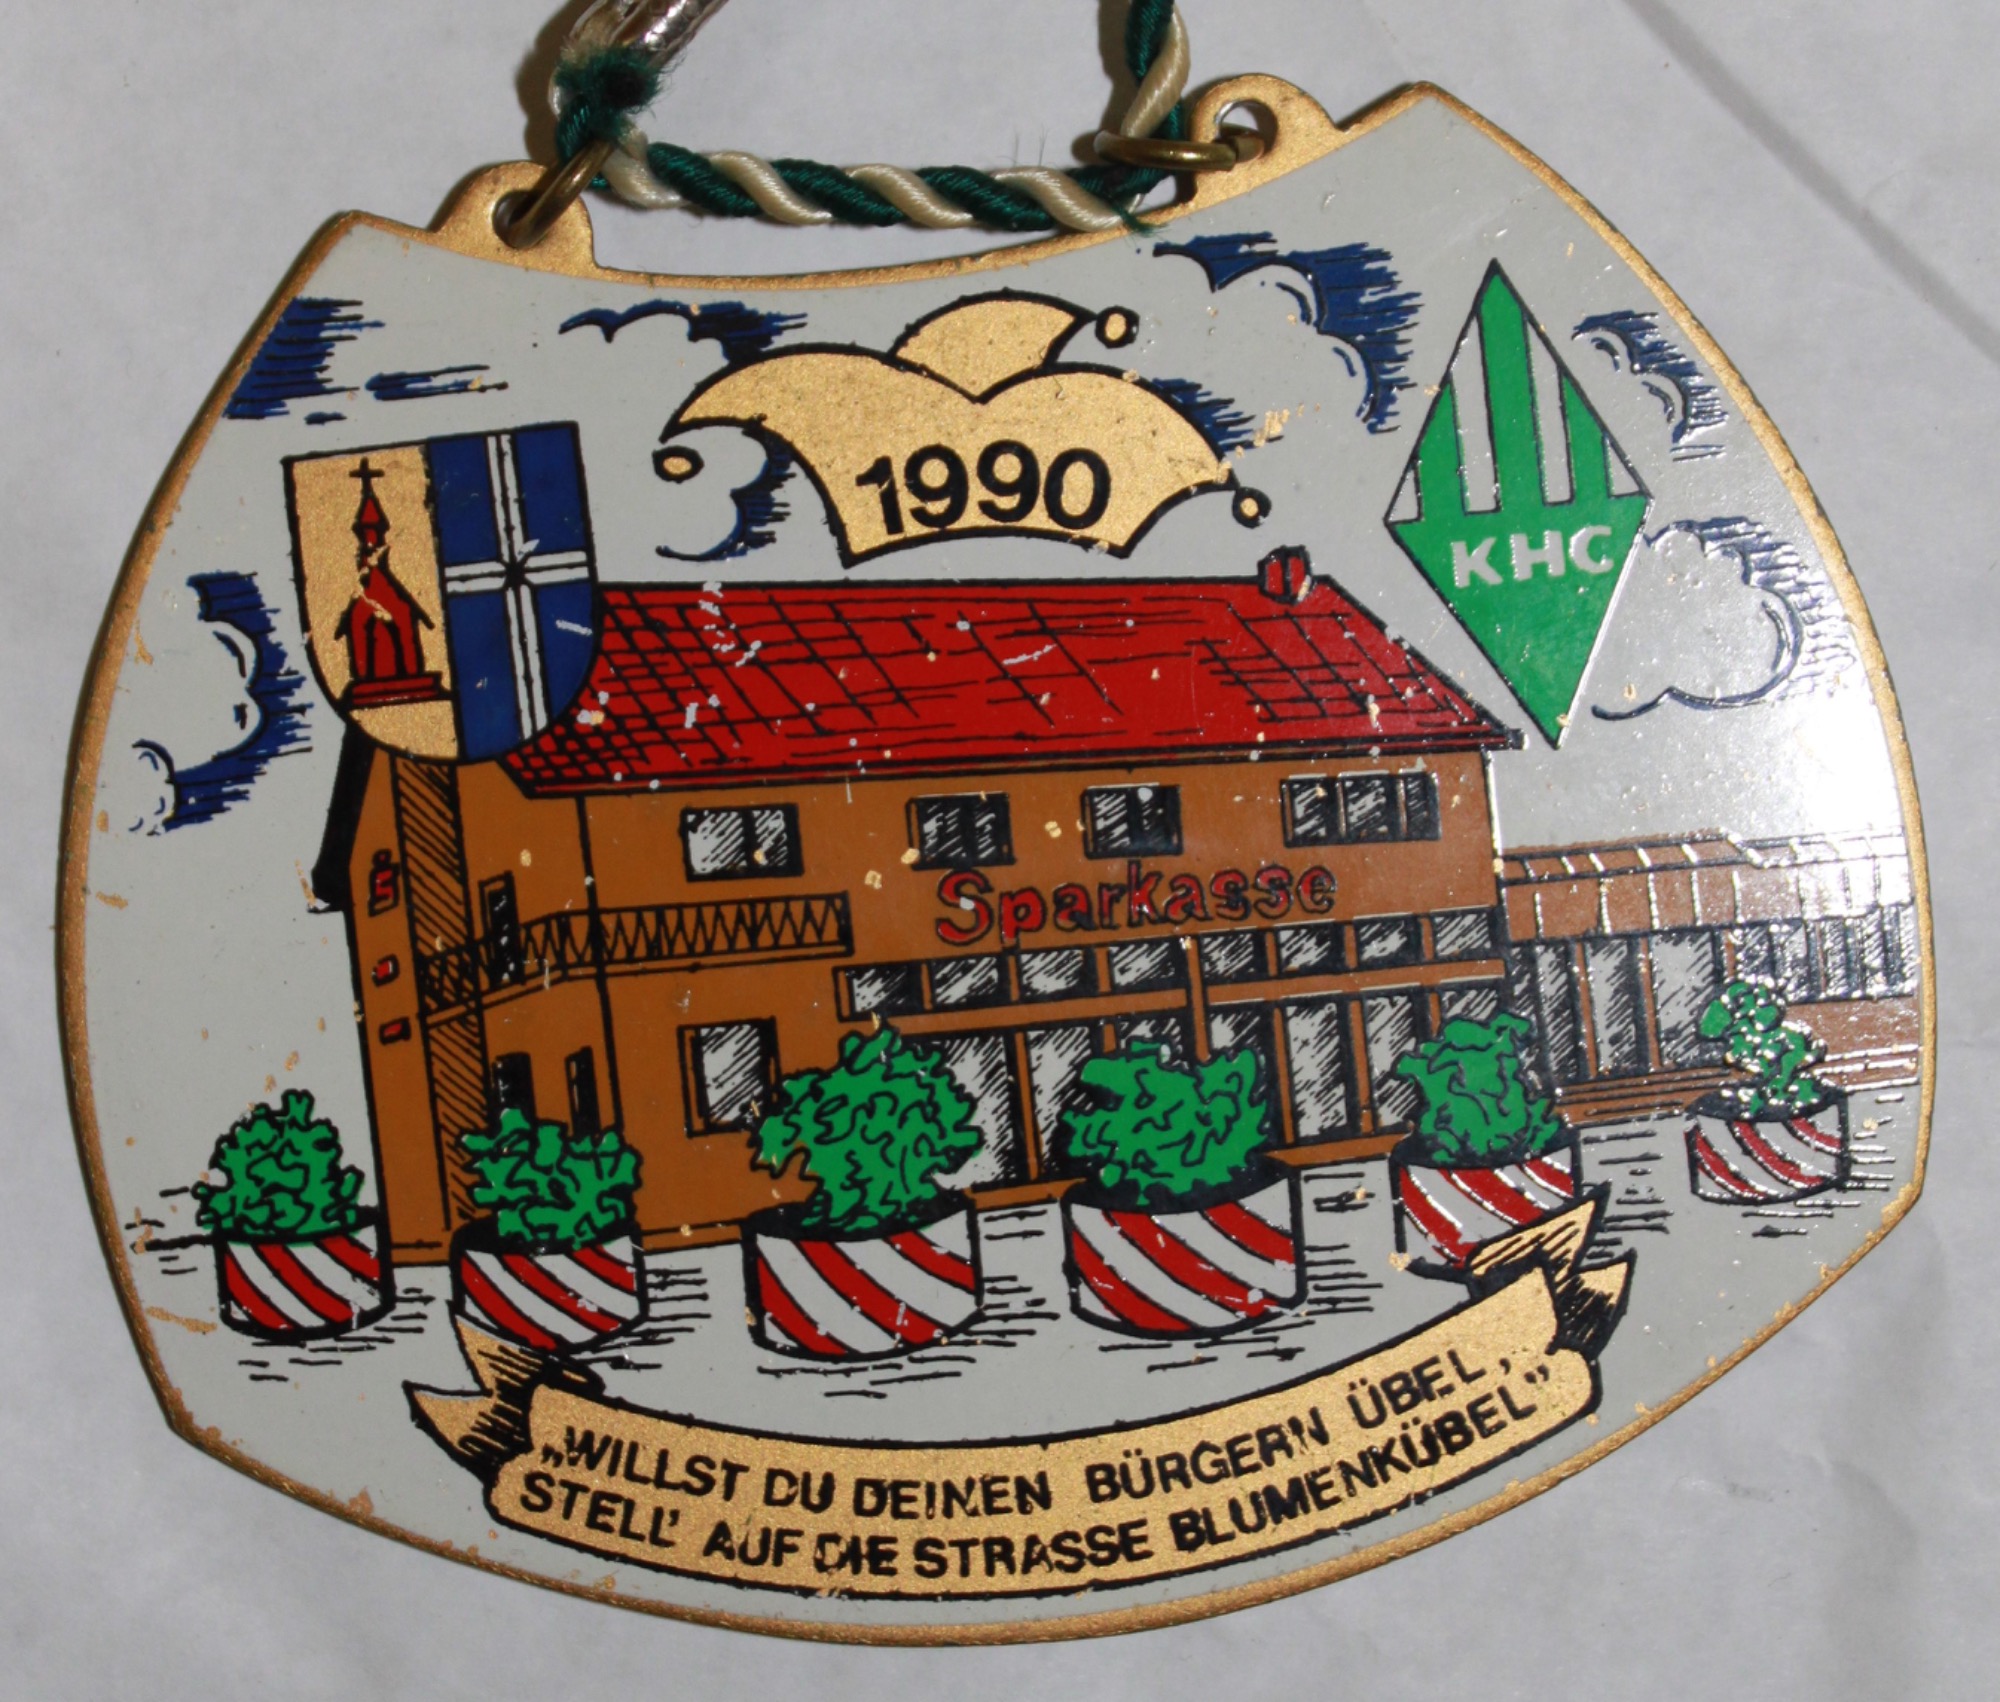 1990
KHC
Sparkasse
„WILLST DU DEINEN BÜRGERN ÜBEL,
STELL' AUF DIE STRASSE BLUMENKÜBEL”